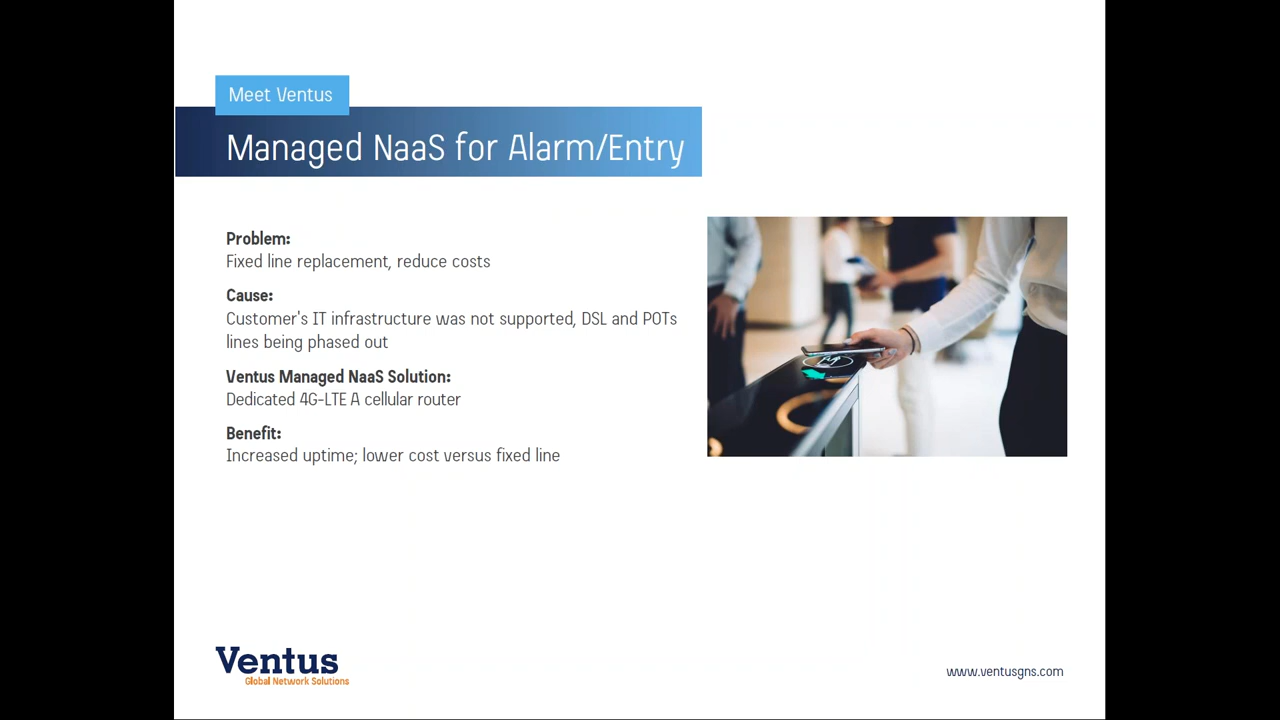 Meet Ventus
Managed NaaS for Alarm/Entry
Problem:
Fixed line replacement, reduce costs
Cause:
Customer's IT infrastructure was not supported, DSL and POTs
lines being phased out
Ventus Managed NaaS Solution:
Dedicated 4G-LTE A cellular router
Benefit:
Increased uptime; lower cost versus fixed line
Ventus
Global Network Solutions
www.ventusgns.com